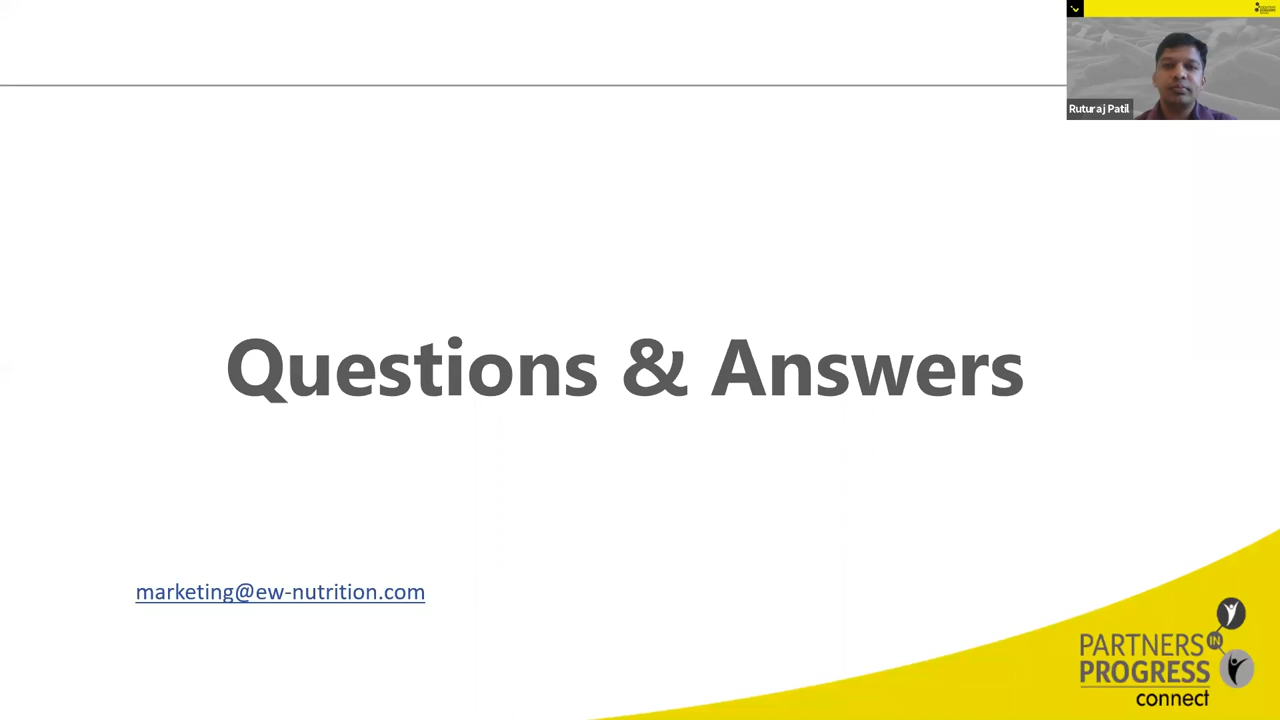 Ruturaj Patil
Questions & Answers
marketing@ew-nutrition.com
PARTNERS
IN
PROGRESS
connect